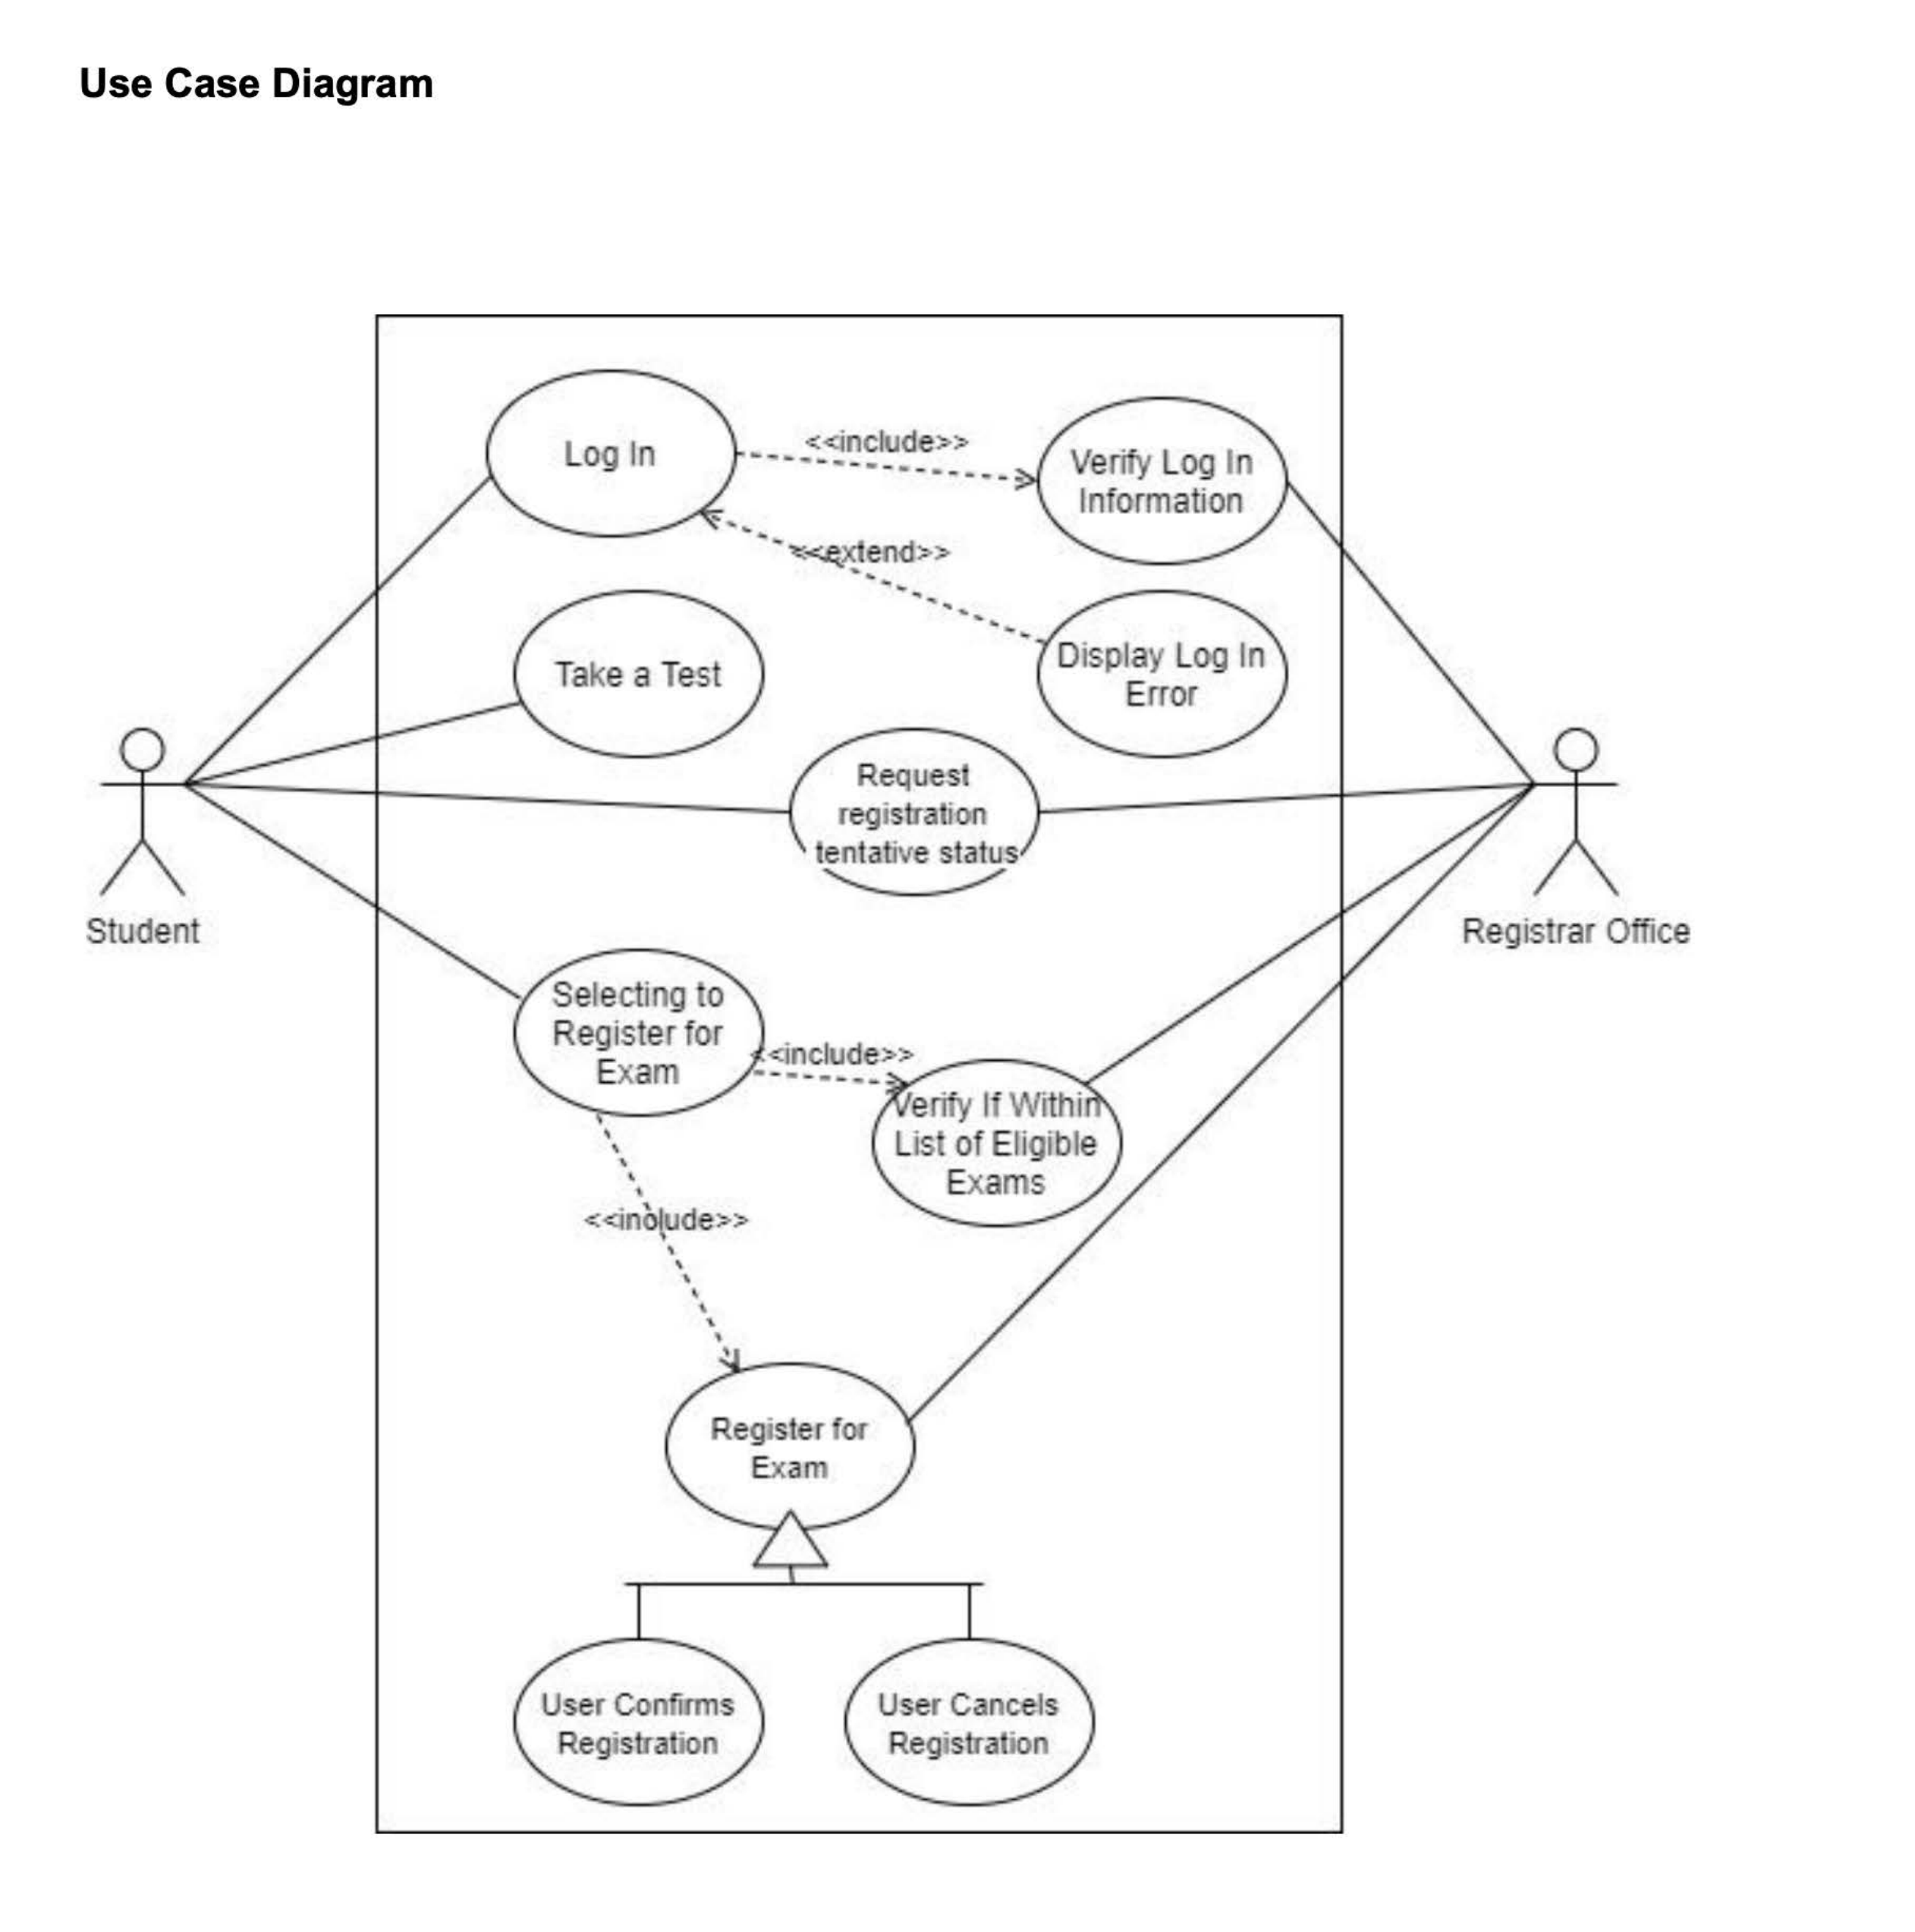 Use Case Diagram
Log In
<<include>>
Verify Log In
Information
<<extend>>
Take a Test
Display Log In
Error
Request
registration
tentative status
Student
Registrar Office
Selecting to
Register for
Exam
<<include>>
Verify If Within
List of Eligible
Exams
<<include>>
Register for
Exam
User Confirms
Registration
User Cancels
Registration